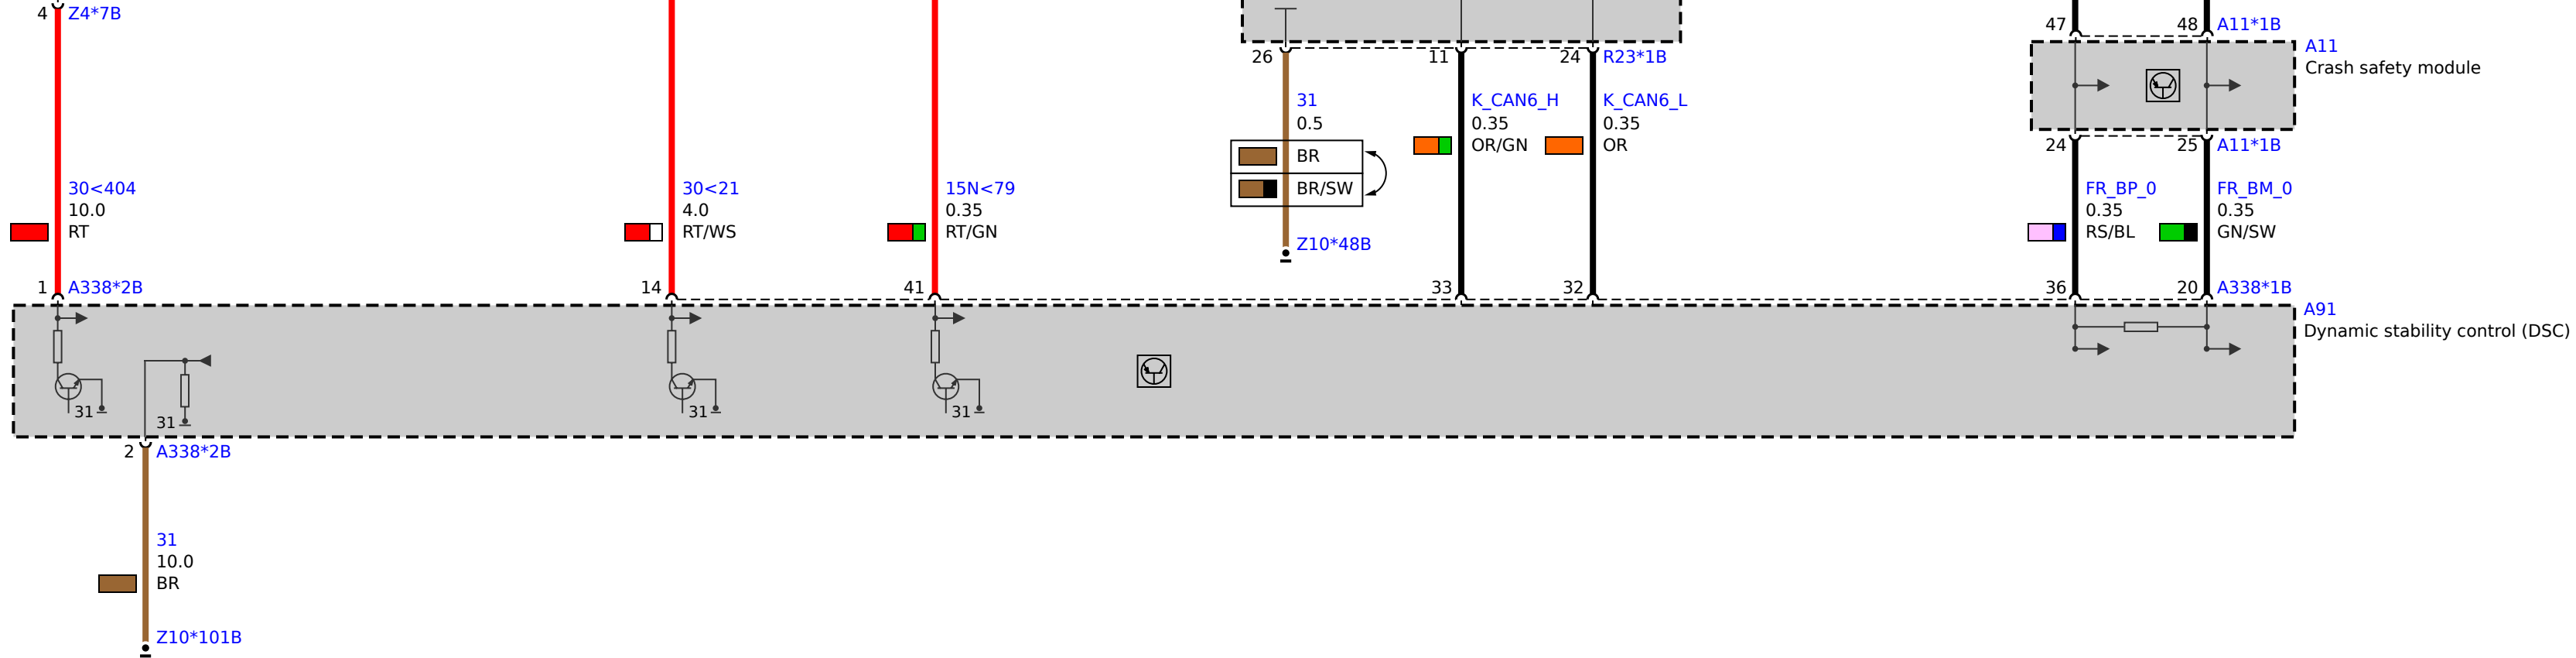 4 Z4*7B
47 48 A11*1B
A11
Crash safety module
26 11 24 R23*1B
31 K_CAN6_H K_CAN6_L
0.5 0.35 0.35
BR OR/GN OR
BR/SW
24 25 A11*1B
30<404 30<21 15N<79 FR_BP_0 FR_BM_0
10.0 4.0 0.35 0.35 0.35
RT RT/WS RT/GN RS/BL GN/SW
Z10*48B
1 A338*2B 14 41 33 32 36 20 A338*1B
A91
Dynamic stability control (DSC)
31 31 31
31
2 A338*2B
31
10.0
BR
Z10*101B